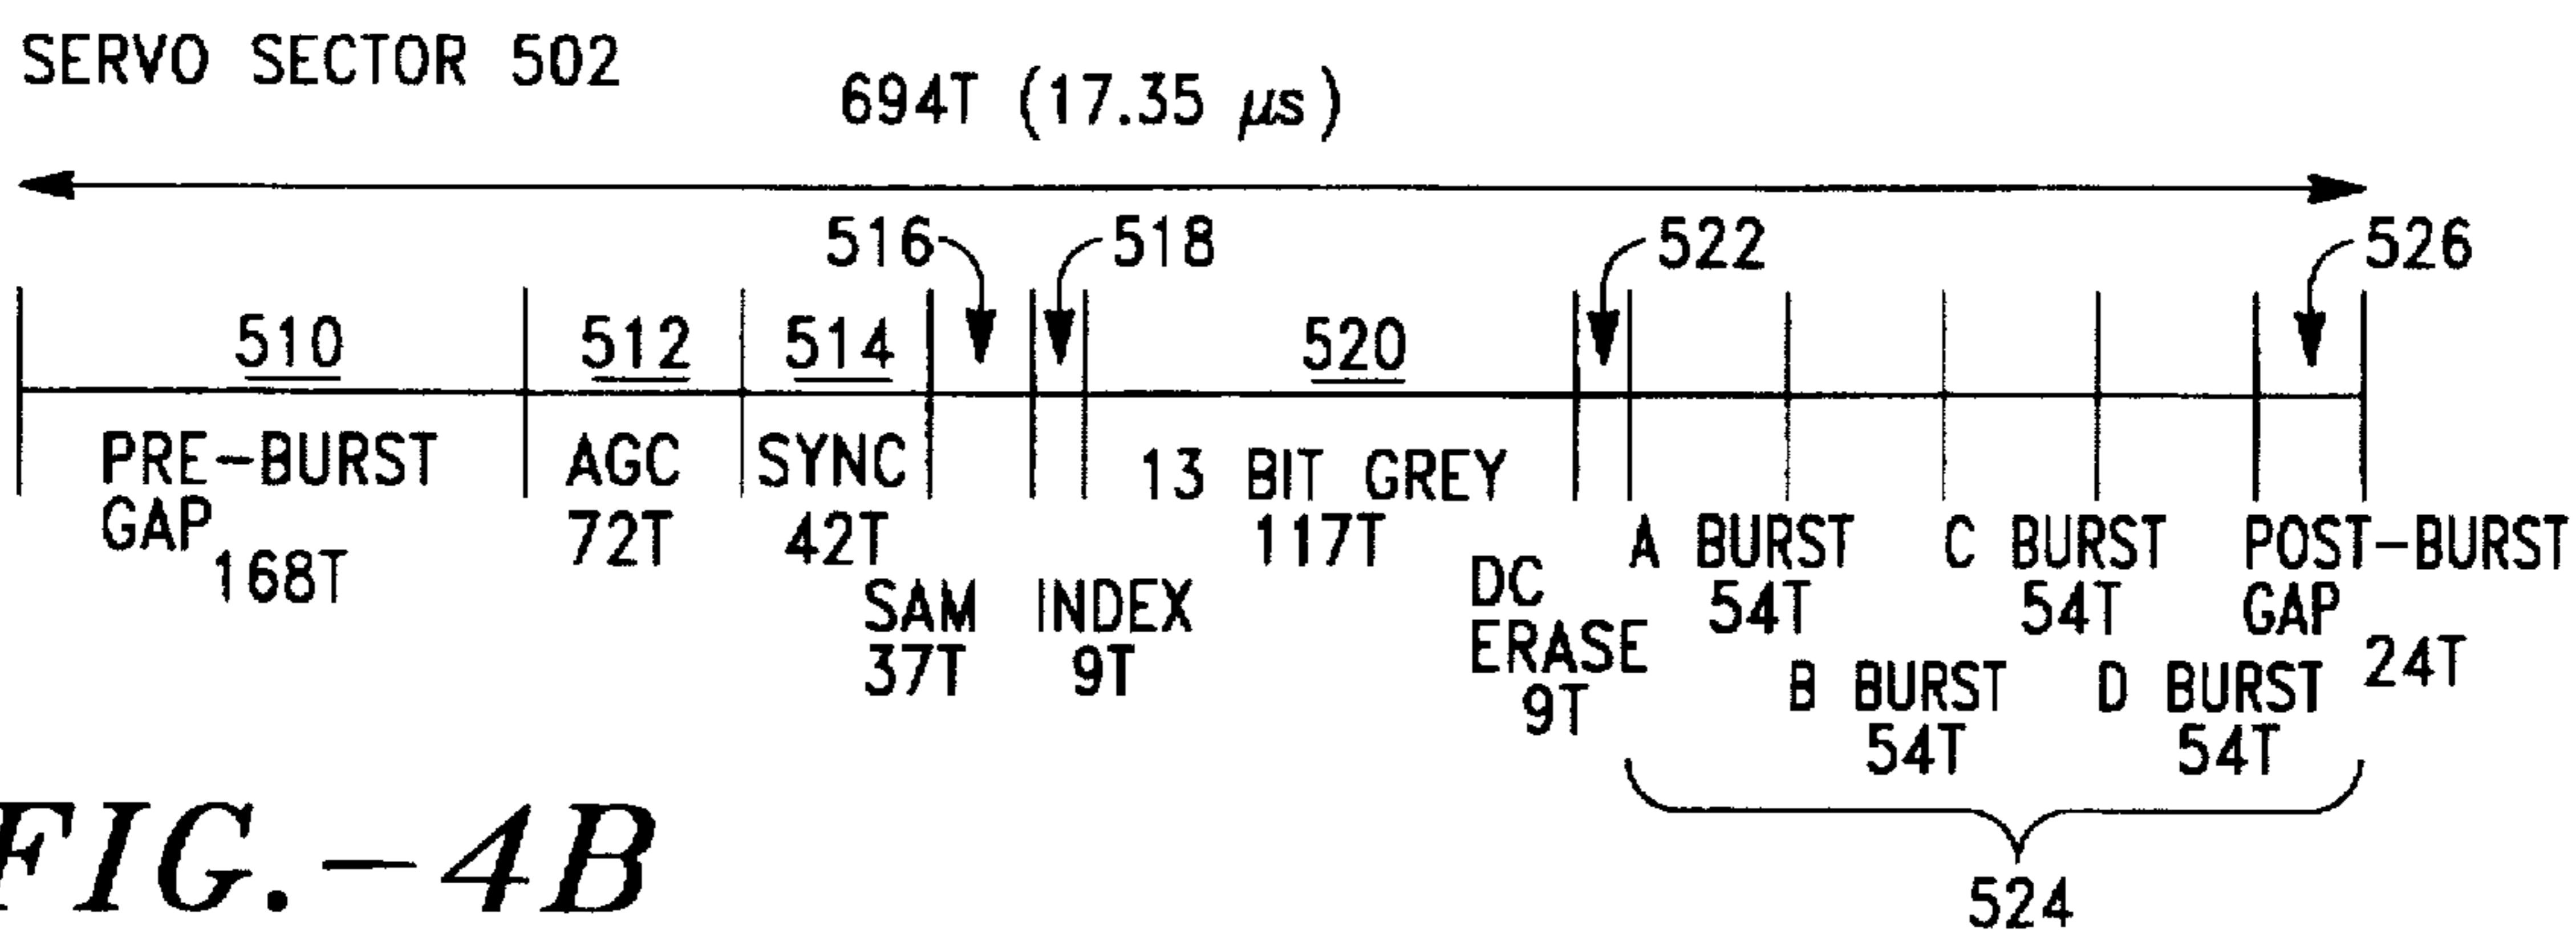 SERVO SECTOR 502
694T (17.35 μs)
516
518
522
526
510
512
514
520
PRE-BURST
GAP
168T
AGC
72T
SYNC
42T
SAM
37T
INDEX
9T
13 BIT GREY
117T
DC
ERASE
9T
A BURST
54T
B BURST
54T
C BURST
54T
D BURST
54T
POST-BURST
GAP
24T
524
FIG.-4B